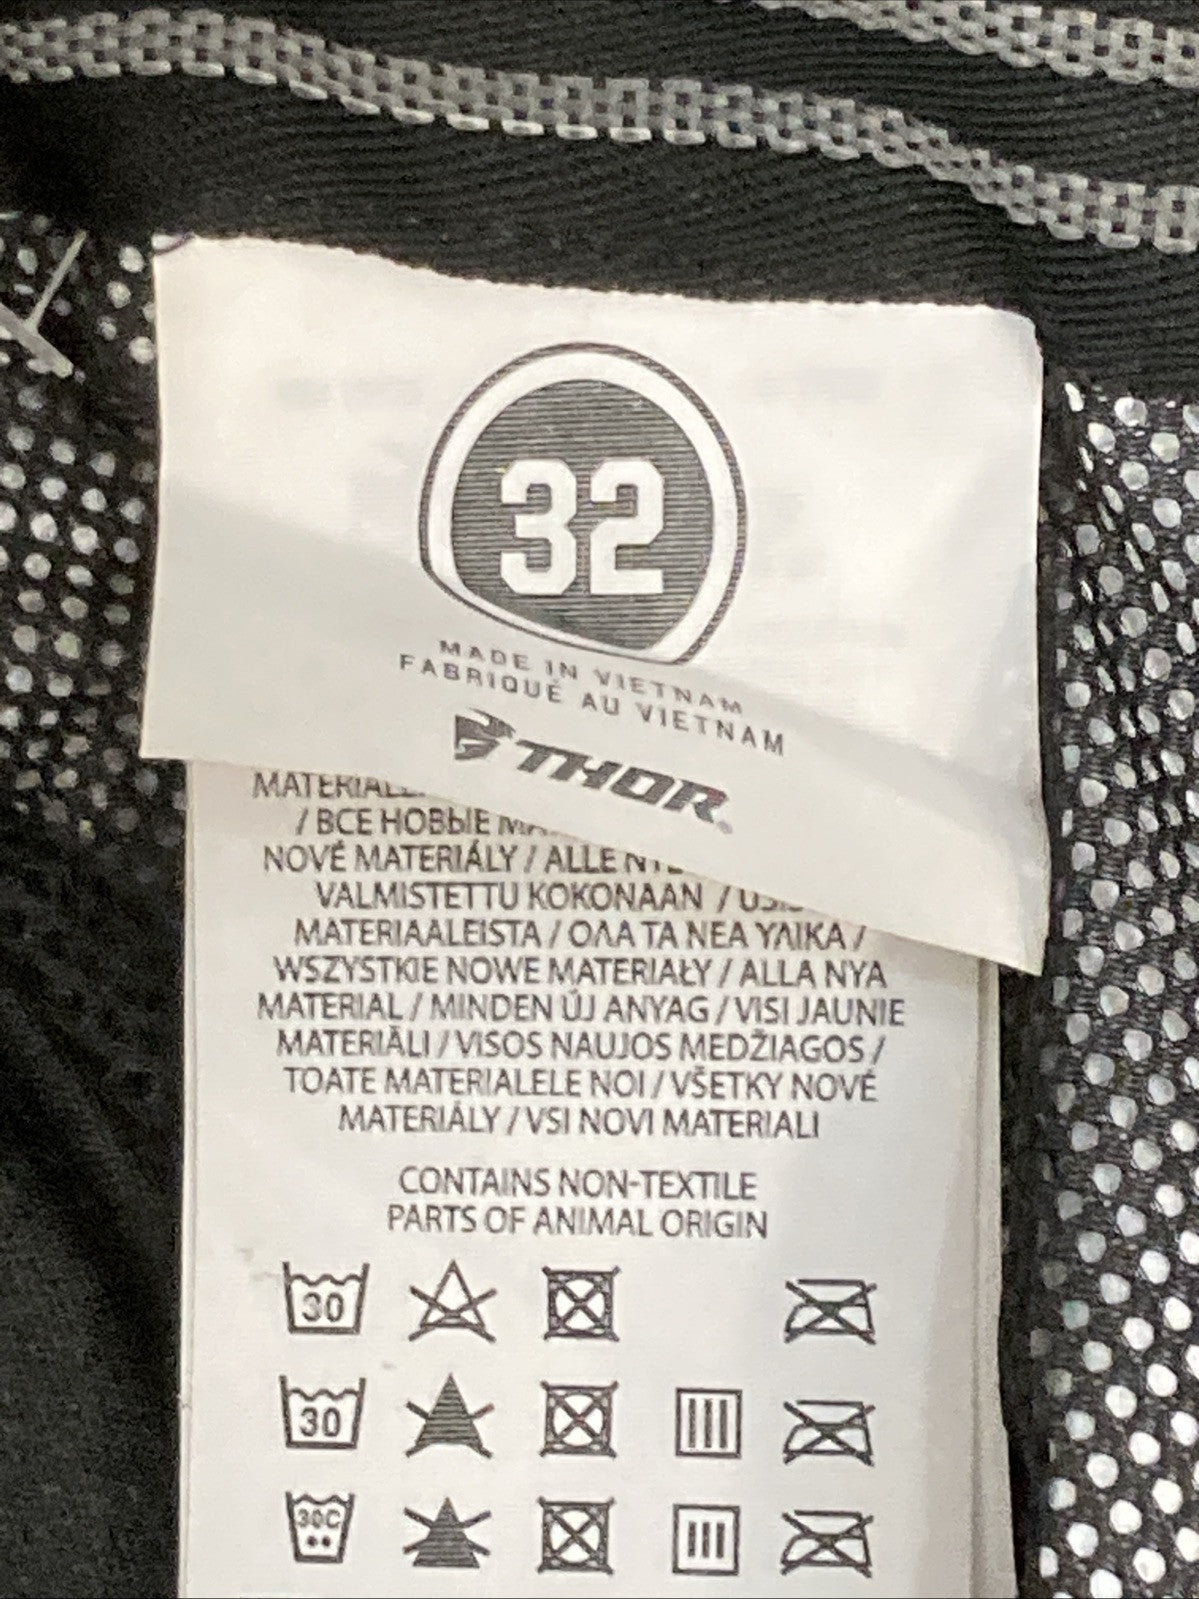 32
MADE IN VIETNAM
FABRIQUÉ AU VIETNAM
THOR
/ ВСЕ НОВЫЕ
NOVÉ MATERIÁLY / ALLE
VALMISTETTU KOKONAAN /
MATERIAALEISTA / ΟΛΑ ΤΑ ΝΕΑ ΥΛΙΚΑ /
WSZYSTKIE NOWE MATERIAŁY / ALLA NYA
MATERIAL / MINDEN ÚJ ANYAG / VISI JAUNIE
MATERIĀLI / VISOS NAUJOS MEDŽIAGOS /
TOATE MATERIALELE NOI / VŠETKY NOVÉ
MATERIÁLY / VSI NOVI MATERIALI
CONTAINS NON-TEXTILE
PARTS OF ANIMAL ORIGIN
30
30
30C